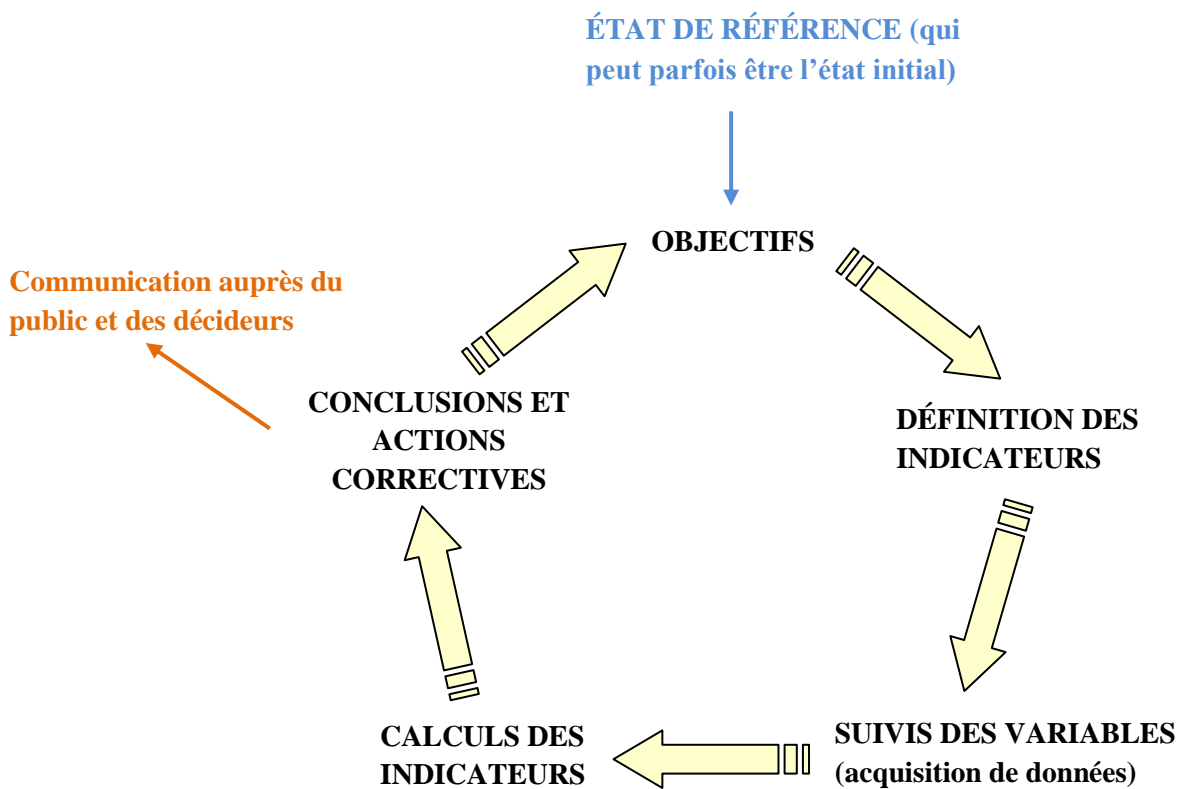 ÉTAT DE RÉFÉRENCE (qui
peut parfois être l’état initial)
OBJECTIFS
Communication auprès du
public et des décideurs
CONCLUSIONS ET
ACTIONS
CORRECTIVES
DÉFINITION DES
INDICATEURS
CALCULS DES
INDICATEURS
SUIVIS DES VARIABLES
(acquisition de données)